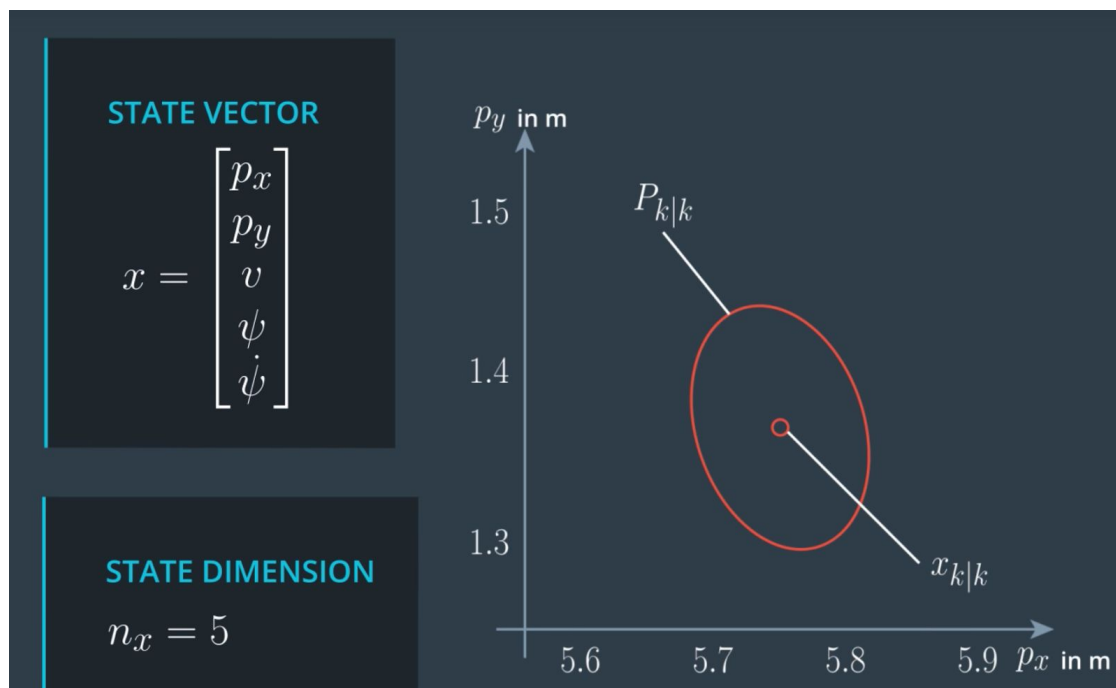 STATE VECTOR
x = [p_x
p_y
v
ψ
ψ̇]
STATE DIMENSION
n_x = 5
p_y in m
1.5
1.4
1.3
P_{k|k}
x_{k|k}
5.6 5.7 5.8 5.9 p_x in m